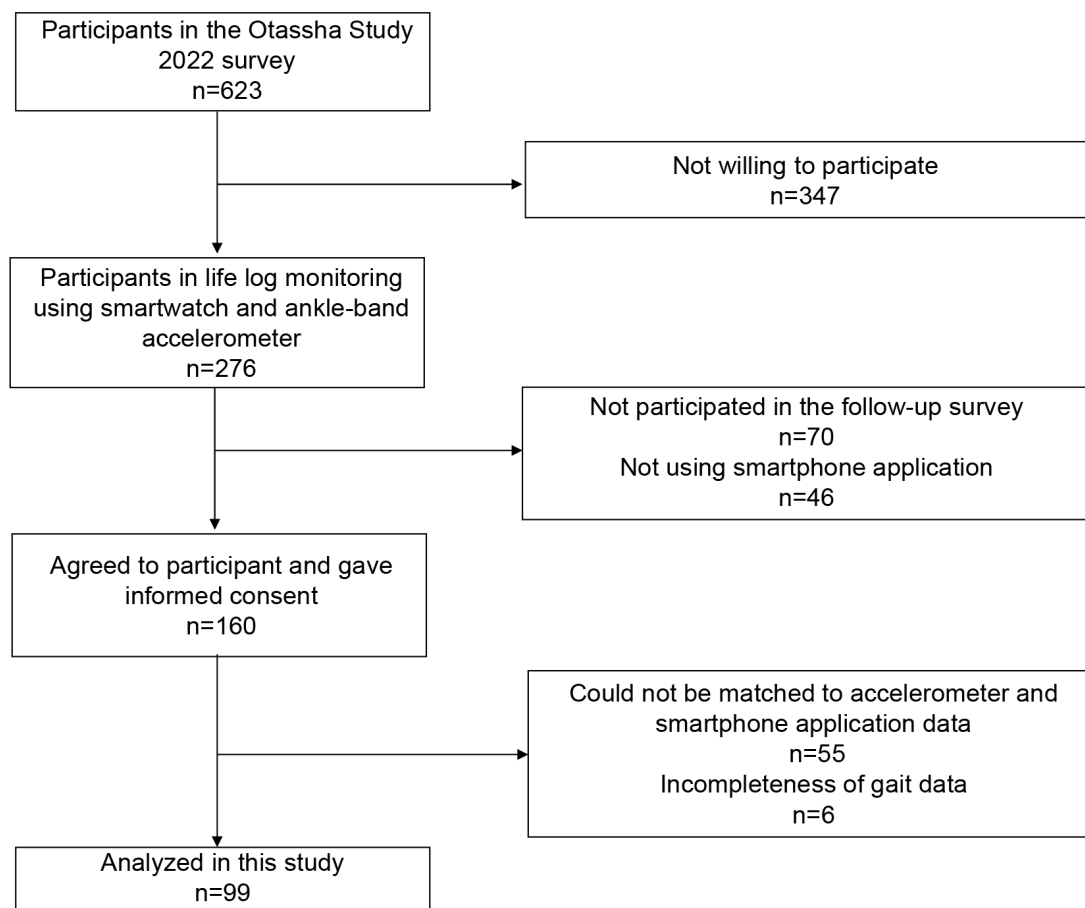 Participants in the Otassha Study
2022 survey
n=623
Not willing to participate
n=347
Participants in life log monitoring
using smartwatch and ankle-band
accelerometer
n=276
Not participated in the follow-up survey
n=70
Not using smartphone application
n=46
Agreed to participant and gave
informed consent
n=160
Could not be matched to accelerometer and
smartphone application data
n=55
Incompleteness of gait data
n=6
Analyzed in this study
n=99